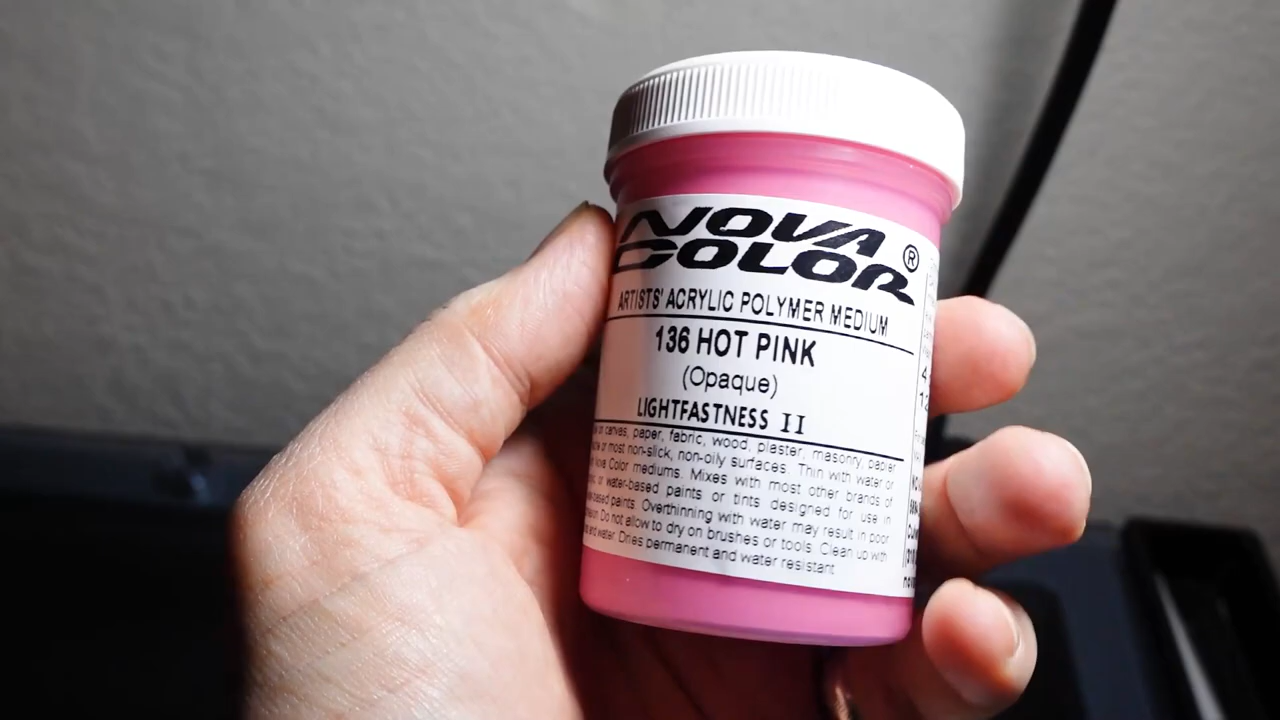 NOVA
COLOR®
ARTISTS' ACRYLIC POLYMER MEDIUM
136 HOT PINK
(Opaque)
LIGHTFASTNESS II
canvas, paper, fabric, wood, plaster, masonry, papier
or most non-slick, non-oily surfaces. Thin with water or
Nova Color mediums. Mixes with most other brands of
or water-based paints or tints designed for use in
paints. Overthinning with water may result in poor
Do not allow to dry on brushes or tools. Clean up with
and water. Dries permanent and water resistant